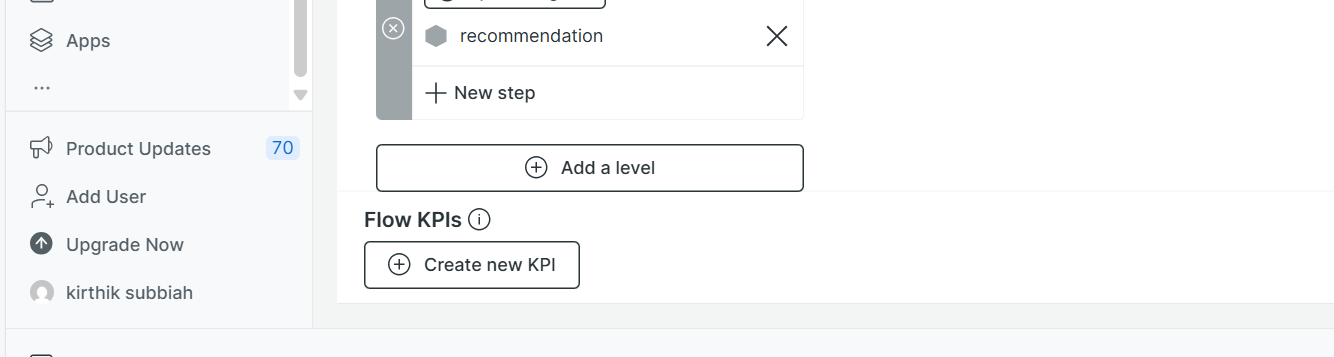 Apps
recommendation
...
New step
Product Updates 70
Add a level
Add User
Flow KPIs
Upgrade Now
Create new KPI
kirthik subbiah